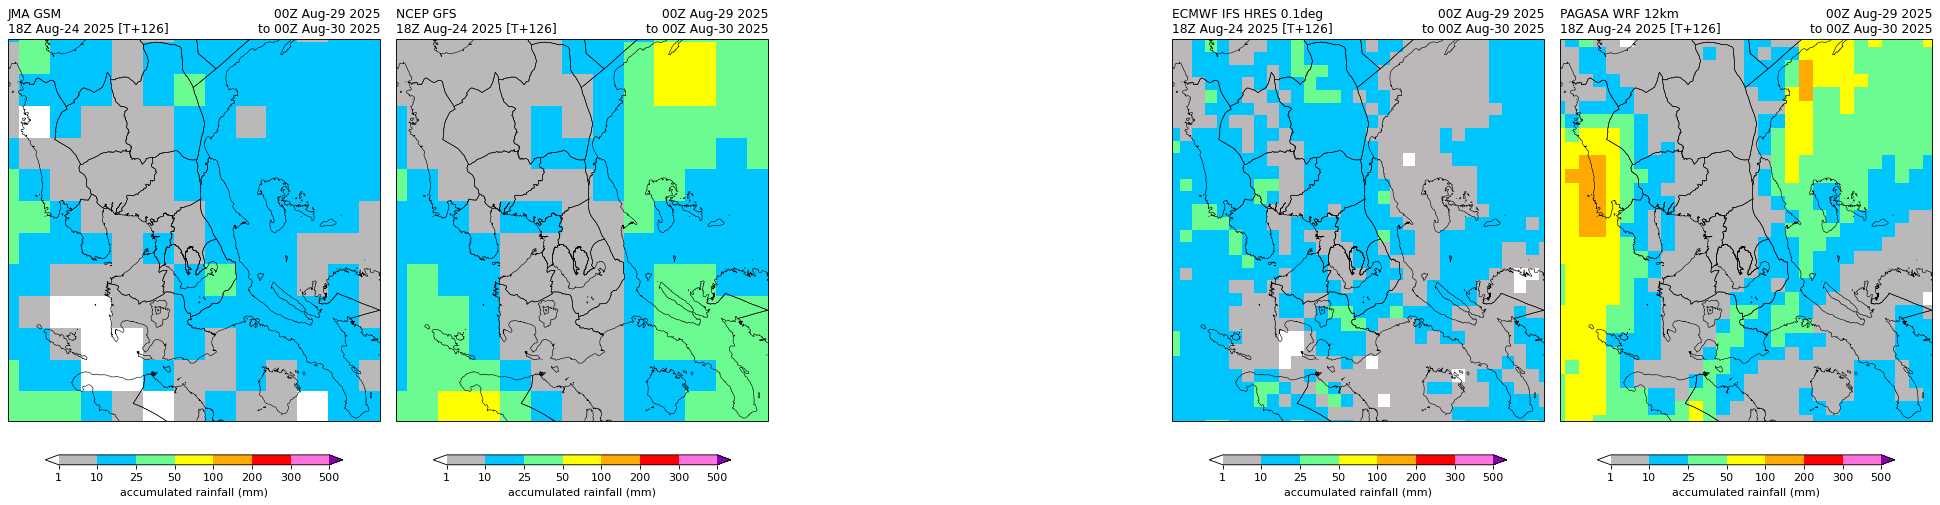 JMA GSM 00Z Aug-29 2025
18Z Aug-24 2025 [T+126] to 00Z Aug-30 2025
1 10 25 50 100 200 300 500
accumulated rainfall (mm)
NCEP GFS 00Z Aug-29 2025
18Z Aug-24 2025 [T+126] to 00Z Aug-30 2025
1 10 25 50 100 200 300 500
accumulated rainfall (mm)
ECMWF IFS HRES 0.1deg 00Z Aug-29 2025
18Z Aug-24 2025 [T+126] to 00Z Aug-30 2025
1 10 25 50 100 200 300 500
accumulated rainfall (mm)
PAGASA WRF 12km 00Z Aug-29 2025
18Z Aug-24 2025 [T+126] to 00Z Aug-30 2025
1 10 25 50 100 200 300 500
accumulated rainfall (mm)